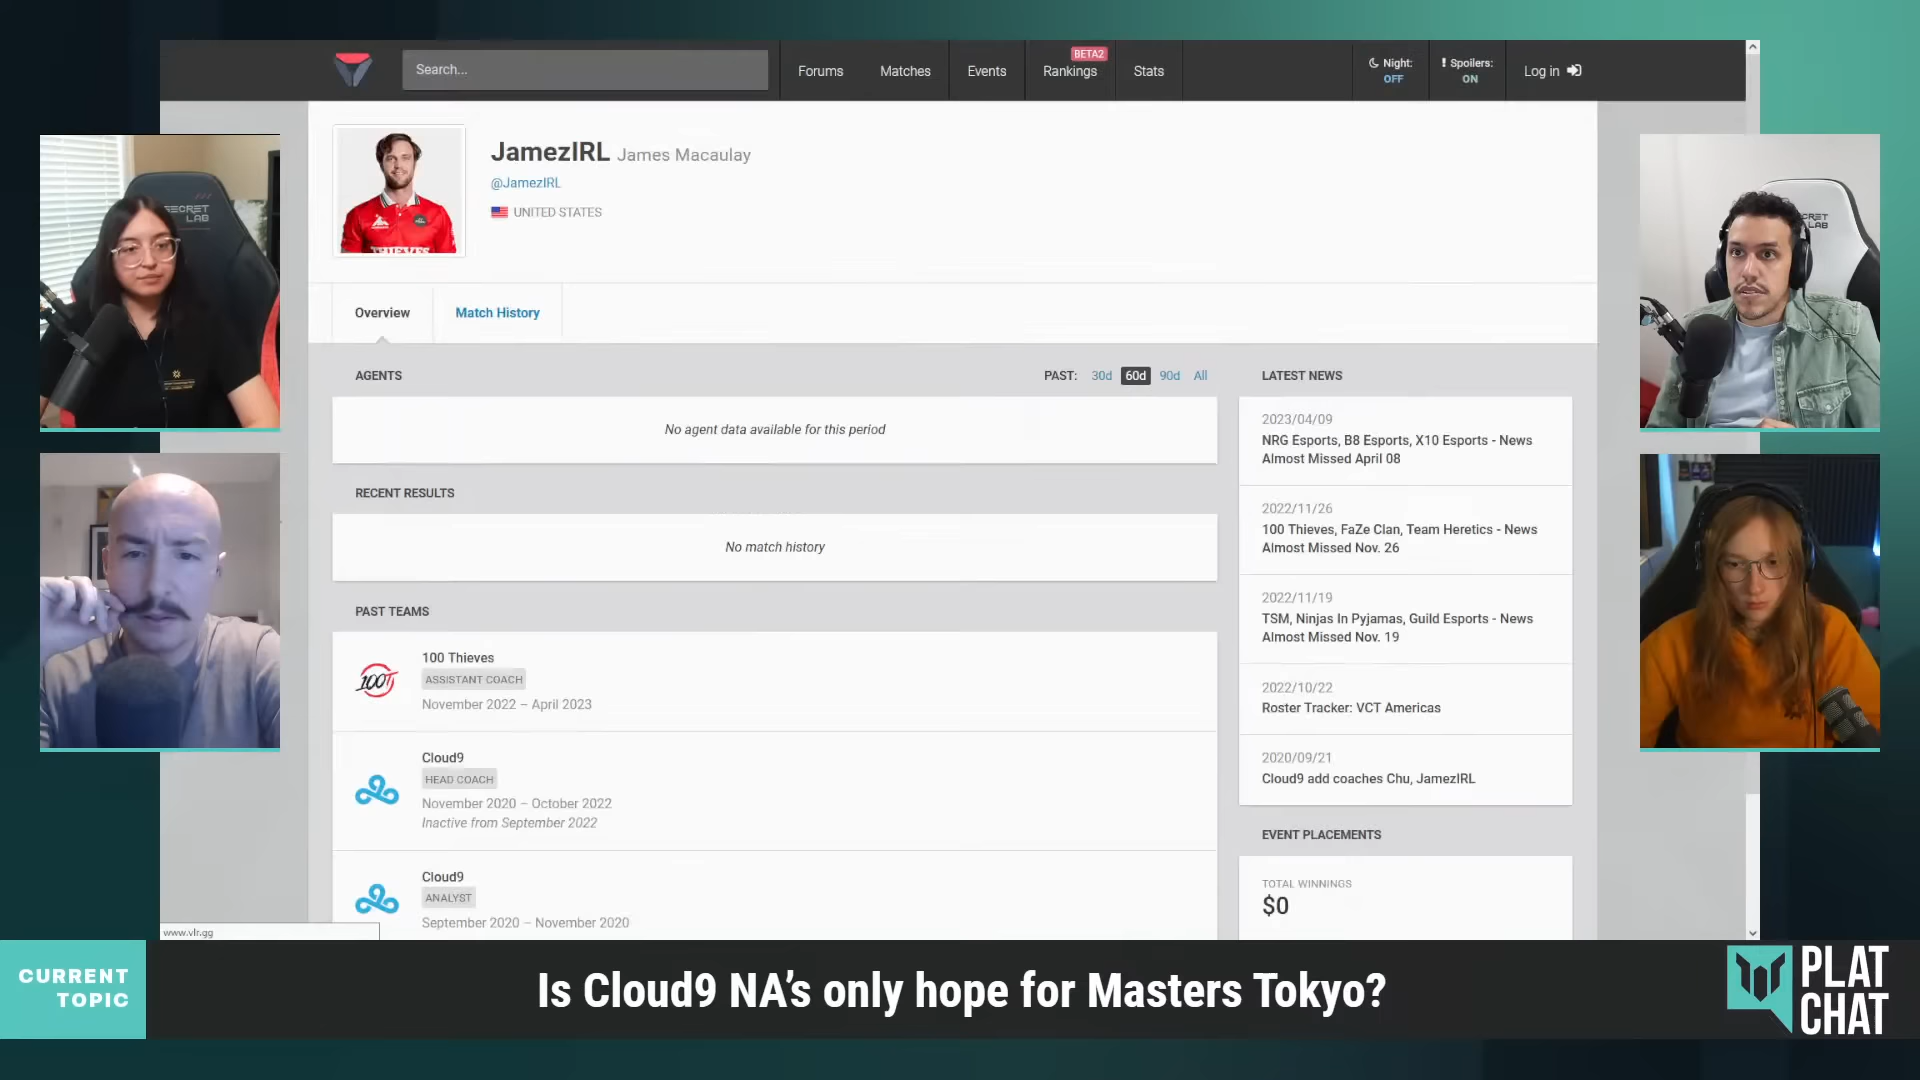 Search...
Forums
Matches
Events
BETA2
Rankings
Stats
Night:
OFF
Spoilers:
ON
Log in
JamezIRL James Macaulay
@JamezIRL
UNITED STATES
THIEVES
SECRET
LAB
CRET
LAB
Overview
Match History
AGENTS
PAST: 30d 60d 90d All
No agent data available for this period
RECENT RESULTS
No match history
PAST TEAMS
100T
100 Thieves
ASSISTANT COACH
November 2022 – April 2023
Cloud9
HEAD COACH
November 2020 – October 2022
Inactive from September 2022
Cloud9
ANALYST
September 2020 – November 2020
LATEST NEWS
2023/04/09
NRG Esports, B8 Esports, X10 Esports - News
Almost Missed April 08
2022/11/26
100 Thieves, FaZe Clan, Team Heretics - News
Almost Missed Nov. 26
2022/11/19
TSM, Ninjas In Pyjamas, Guild Esports - News
Almost Missed Nov. 19
2022/10/22
Roster Tracker: VCT Americas
2020/09/21
Cloud9 add coaches Chu, JamezIRL
EVENT PLACEMENTS
TOTAL WINNINGS
$0
www.vlr.gg
CURRENT
TOPIC
Is Cloud9 NA’s only hope for Masters Tokyo?
PLAT
CHAT